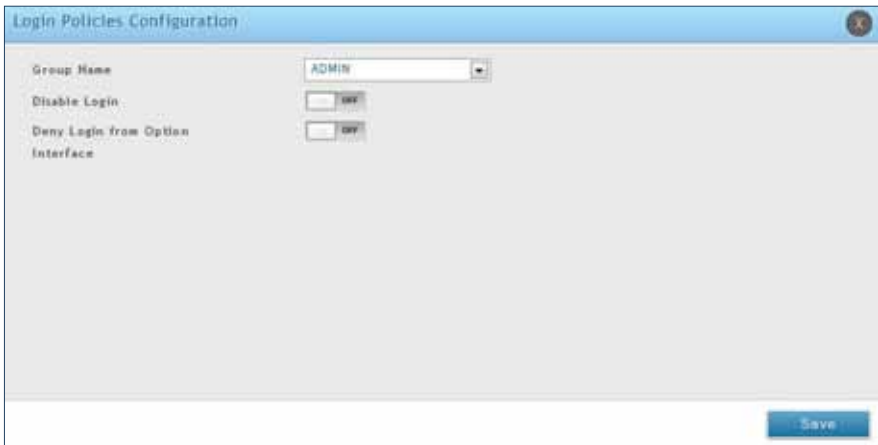 Login Policies Configuration
X
Group Name
ADMIN
Disable Login
OFF
Deny Login from Option
Interface
OFF
Save